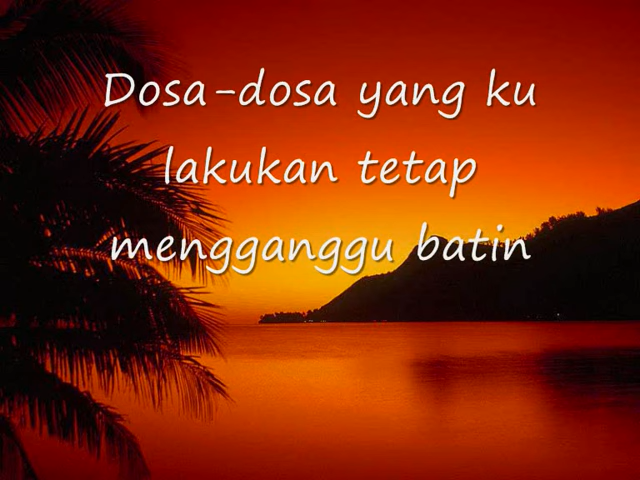 Dosa-dosa yang ku
lakukan tetap
mengganggu batin